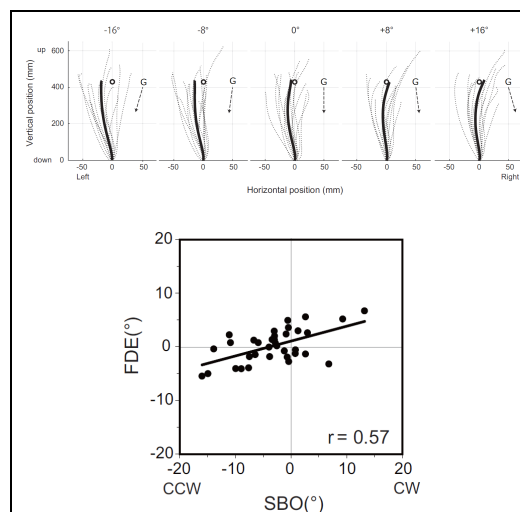 -16° -8° 0° +8° +16°
up 600
400
200
down 0
Vertical position (mm)
G G G G G
-50 0 50 -50 0 50 -50 0 50 -50 0 50 -50 0 50
Left Right
Horizontal position (mm)
20
10
0
-10
-20
FDE(°)
r = 0.57
-20 -10 0 10 20
CCW CW
SBO(°)